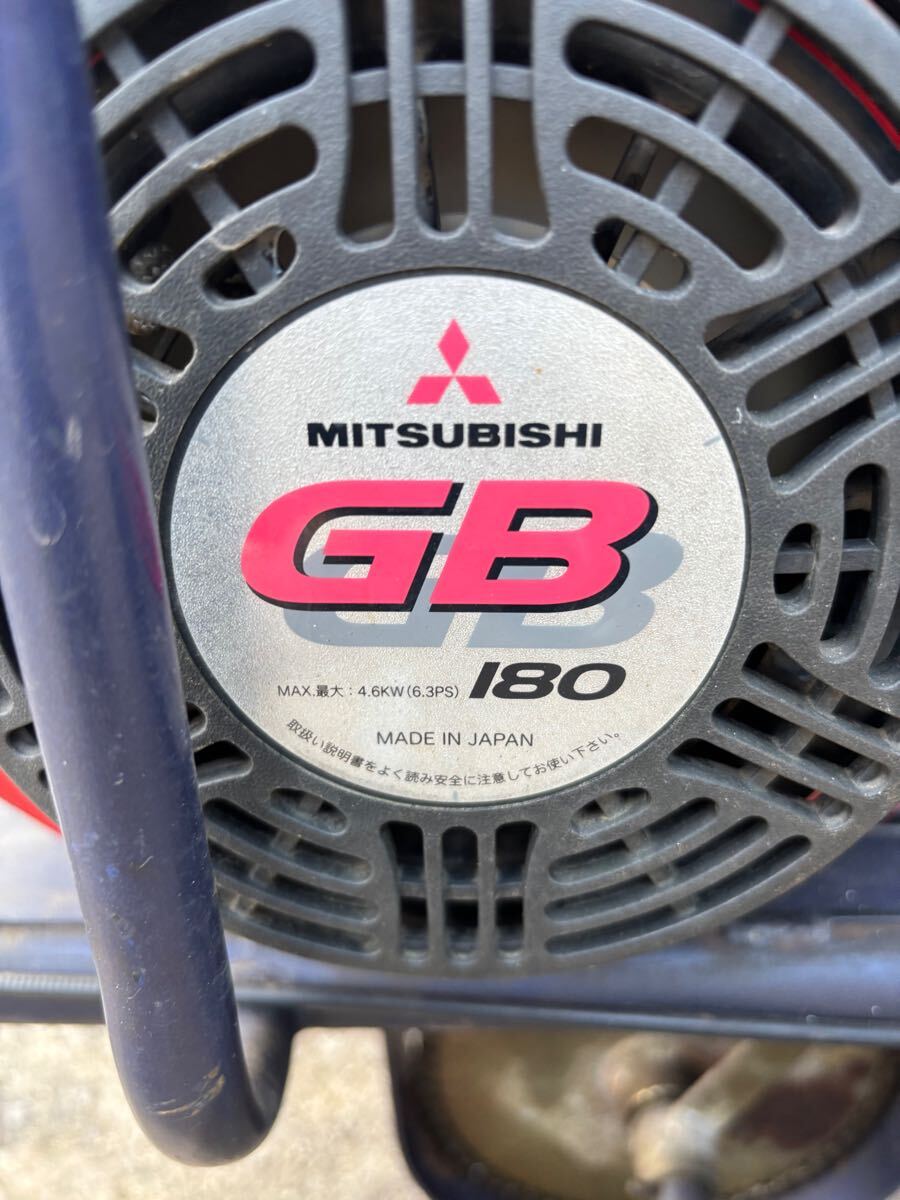 MITSUBISHI
GB
180
MAX.最大：4.6KW(6.3PS)
MADE IN JAPAN
取扱い説明書をよく読み安全に注意してお使い下さい。